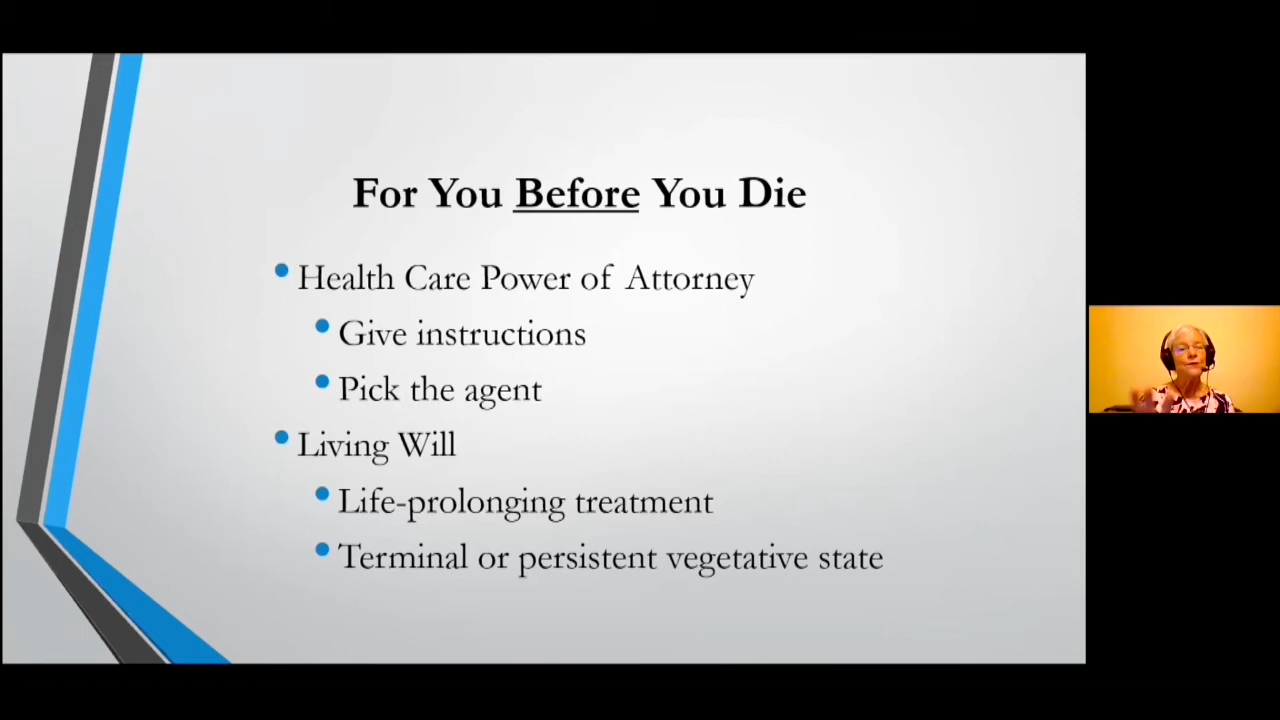 For You Before You Die
Health Care Power of Attorney
Give instructions
Pick the agent
Living Will
Life-prolonging treatment
Terminal or persistent vegetative state